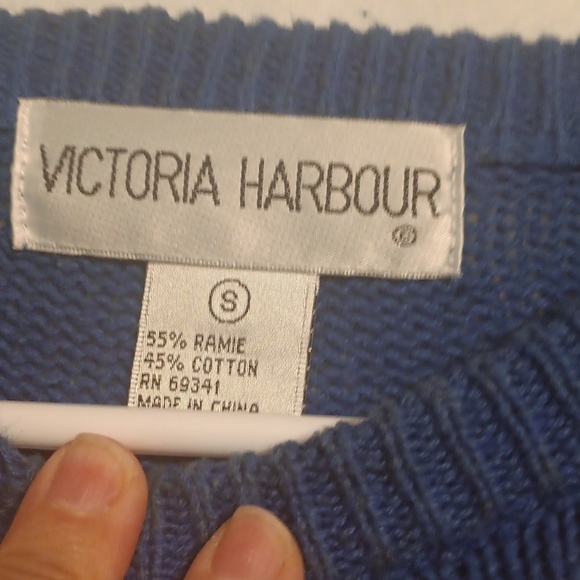 VICTORIA HARBOUR
®
S
55% RAMIE
45% COTTON
RN 69341
MADE IN CHINA